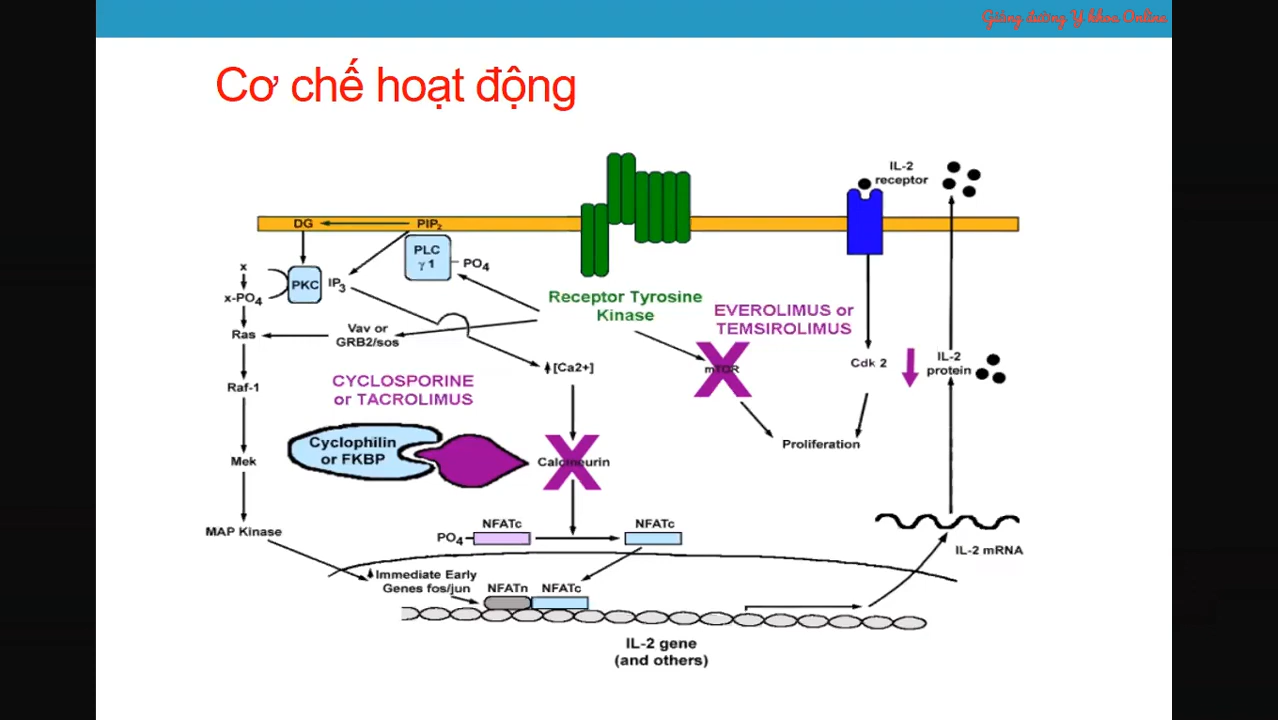 Giảng đường Y khoa Online
Cơ chế hoạt động
IL-2
receptor
DG
PIP2
PLC
γ 1
PO4
x
PKC
IP3
x-PO4
Receptor Tyrosine
Kinase
EVEROLIMUS or
TEMSIROLIMUS
Ras
Vav or
GRB2/sos
[Ca2+]
mTOR
Cdk 2
IL-2
protein
Raf-1
CYCLOSPORINE
or TACROLIMUS
Cyclophilin
or FKBP
Calcineurin
Proliferation
Mek
MAP Kinase
PO4
NFATc
NFATc
IL-2 mRNA
Immediate Early
Genes fos/jun
NFATn
NFATc
IL-2 gene
(and others)